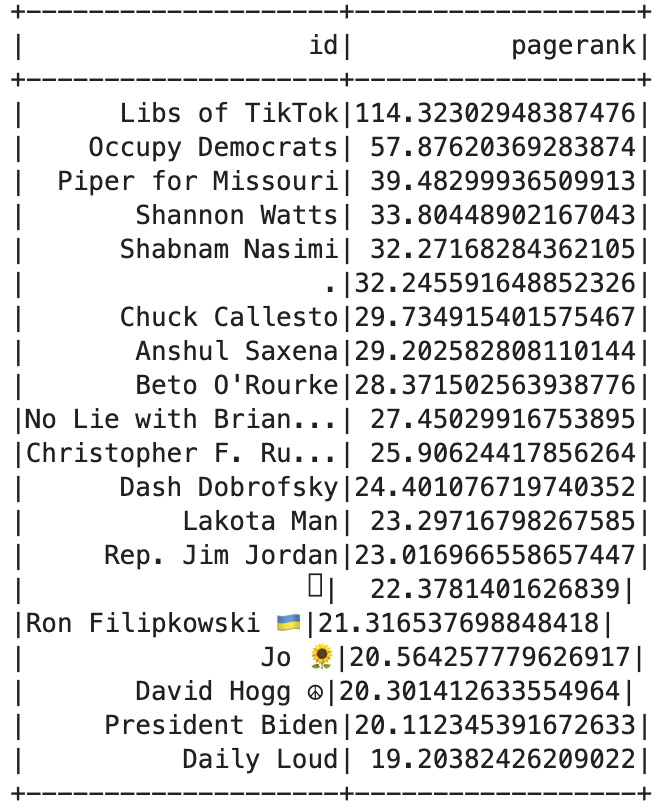 +--------------------+------------------+
|                  id|          pagerank|
+--------------------+------------------+
|      Libs of TikTok|114.32302948387476|
|    Occupy Democrats| 57.87620369283874|
|  Piper for Missouri| 39.48299936509913|
|       Shannon Watts| 33.80448902167043|
|      Shabnam Nasimi| 32.27168284362105|
|                   .|32.245591648852326|
|      Chuck Callesto|29.734915401575467|
|       Anshul Saxena|29.202582808110144|
|       Beto O'Rourke|28.371502563938776|
|No Lie with Brian...| 27.45029916753895|
|Christopher F. Ru...| 25.90624417856264|
|      Dash Dobrofsky|24.401076719740352|
|          Lakota Man| 23.29716798267585|
|     Rep. Jim Jordan|23.016966558657447|
|                  | 22.3781401626839|
|Ron Filipkowski 🇺🇦|21.316537698848418|
|                Jo 🌻|20.564257779626917|
|        David Hogg ☮|20.301412633554964|
|     President Biden|20.112345391672633|
|          Daily Loud| 19.20382426209022|
+--------------------+------------------+